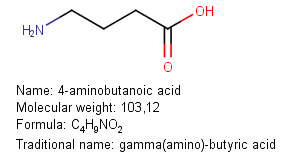 OH
H₂N
O
Name: 4-aminobutanoic acid
Molecular weight: 103,12
Formula: C₄H₉NO₂
Traditional name: gamma(amino)-butyric acid